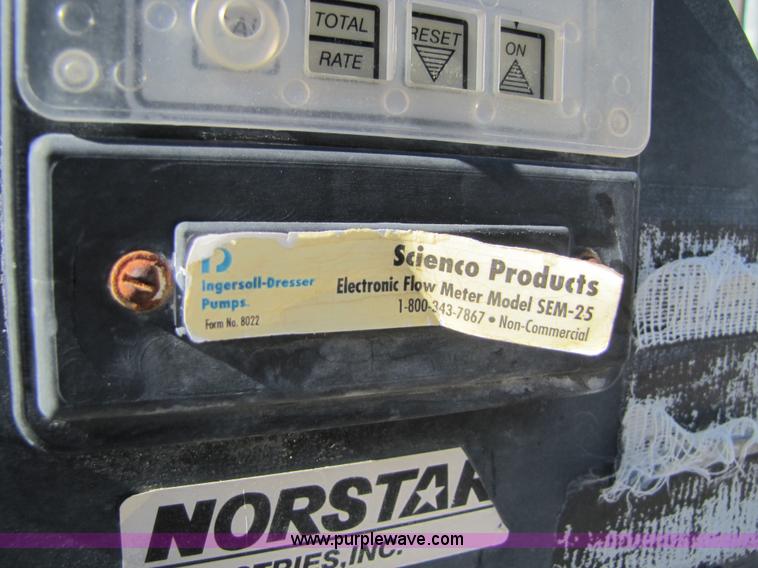 TOTAL
RATE
RESET
ON
Scienco Products
Electronic Flow Meter Model SEM-25
1-800-343-7867 • Non-Commercial
Ingersoll-Dresser
Pumps.
Form No. 8022
NORSTAR
STRIES, INC.
www.purplewave.com